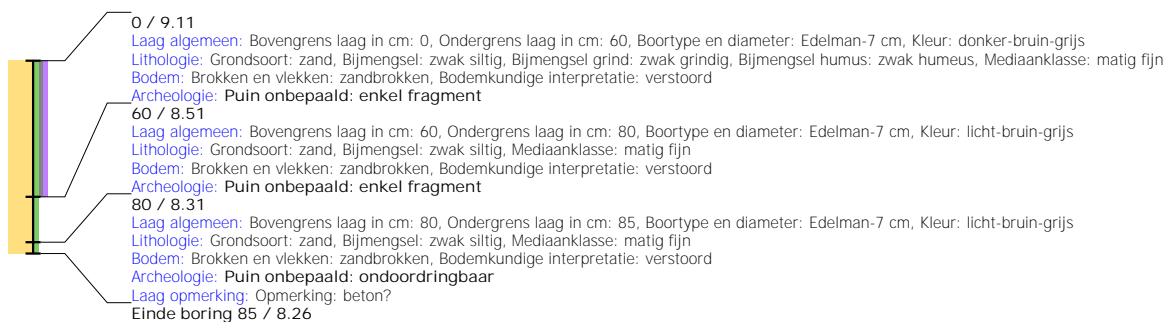 0 / 9.11
Laag algemeen: Bovengrens laag in cm: 0, Ondergrens laag in cm: 60, Boortype en diameter: Edelman-7 cm, Kleur: donker-bruin-grijs
Lithologie: Grondsoort: zand, Bijmengsel: zwak siltig, Bijmengsel grind: zwak grindig, Bijmengsel humus: zwak humeus, Mediaanklasse: matig fijn
Bodem: Brokken en vlekken: zandbrokken, Bodemkundige interpretatie: verstoord
Archeologie: Puin onbepaald: enkel fragment
60 / 8.51
Laag algemeen: Bovengrens laag in cm: 60, Ondergrens laag in cm: 80, Boortype en diameter: Edelman-7 cm, Kleur: licht-bruin-grijs
Lithologie: Grondsoort: zand, Bijmengsel: zwak siltig, Mediaanklasse: matig fijn
Bodem: Brokken en vlekken: zandbrokken, Bodemkundige interpretatie: verstoord
Archeologie: Puin onbepaald: enkel fragment
80 / 8.31
Laag algemeen: Bovengrens laag in cm: 80, Ondergrens laag in cm: 85, Boortype en diameter: Edelman-7 cm, Kleur: licht-bruin-grijs
Lithologie: Grondsoort: zand, Bijmengsel: zwak siltig, Mediaanklasse: matig fijn
Bodem: Brokken en vlekken: zandbrokken, Bodemkundige interpretatie: verstoord
Archeologie: Puin onbepaald: ondoordringbaar
Laag opmerking: Opmerking: beton?
Einde boring 85 / 8.26